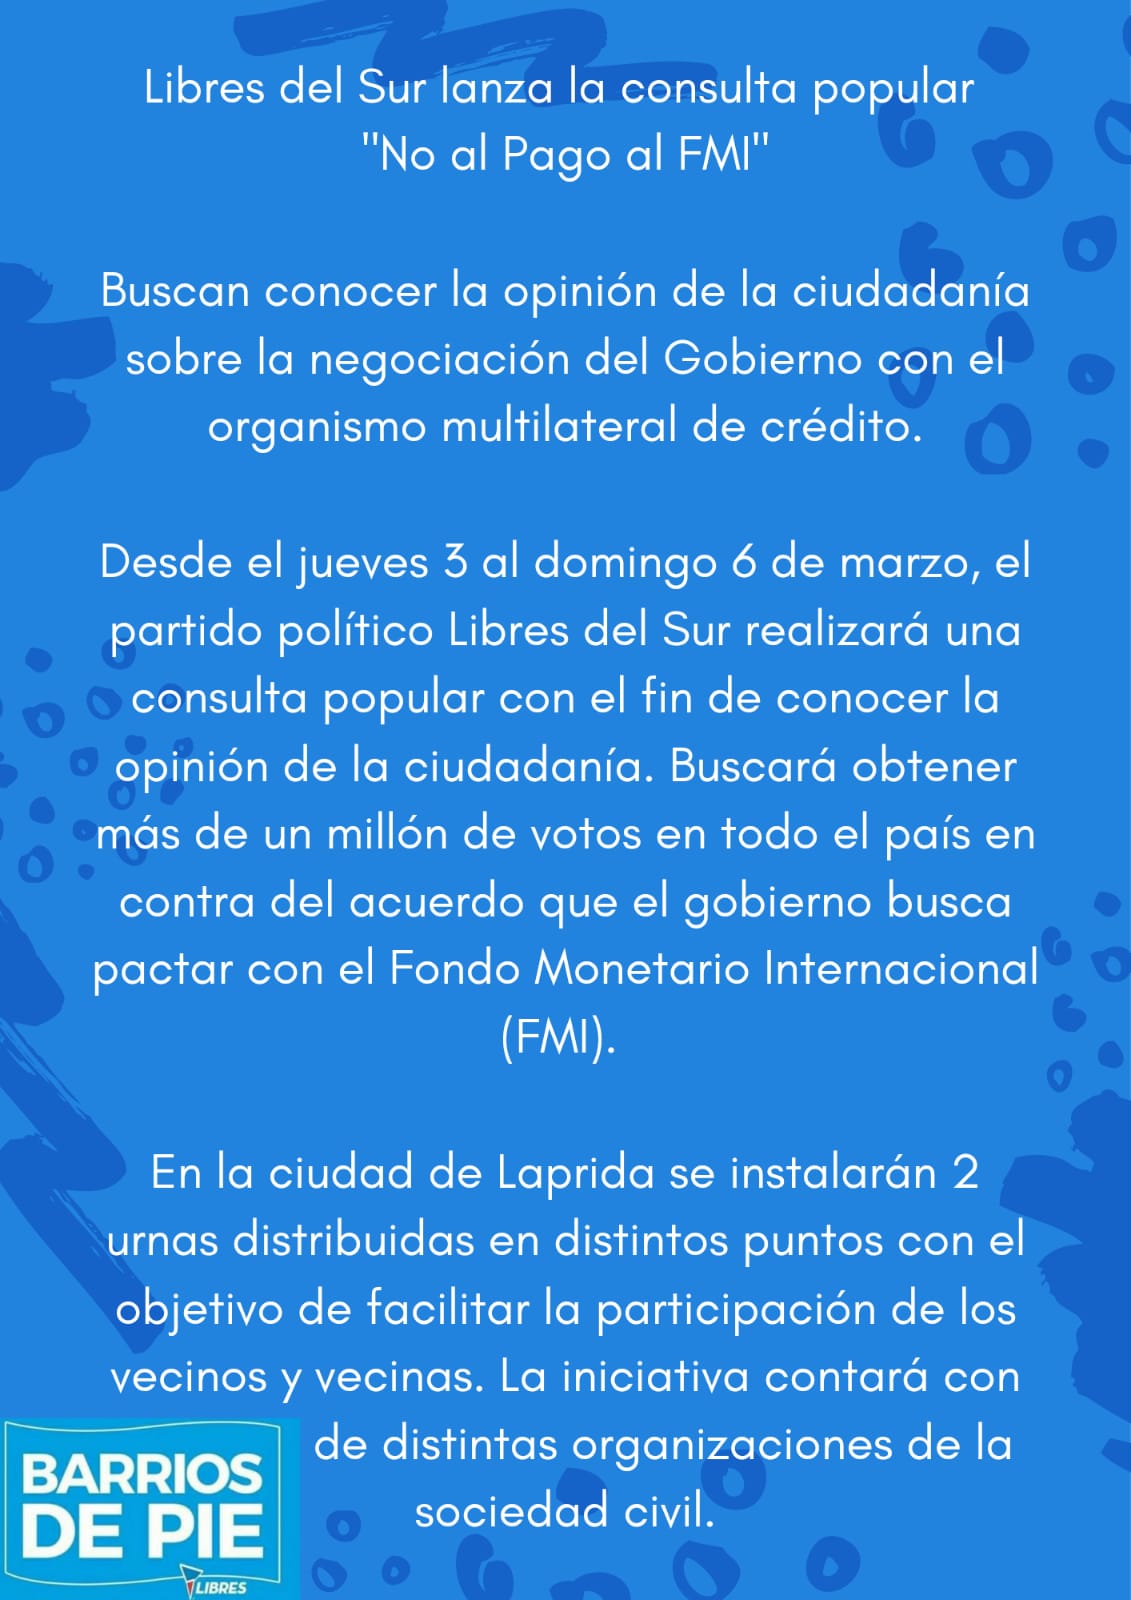 Libres del Sur lanza la consulta popular
"No al Pago al FMI"
Buscan conocer la opinión de la ciudadanía
sobre la negociación del Gobierno con el
organismo multilateral de crédito.
Desde el jueves 3 al domingo 6 de marzo, el
partido político Libres del Sur realizará una
consulta popular con el fin de conocer la
opinión de la ciudadanía. Buscará obtener
más de un millón de votos en todo el país en
contra del acuerdo que el gobierno busca
pactar con el Fondo Monetario Internacional
(FMI).
En la ciudad de Laprida se instalarán 2
urnas distribuidas en distintos puntos con el
objetivo de facilitar la participación de los
vecinos y vecinas. La iniciativa contará con
de distintas organizaciones de la
sociedad civil.
BARRIOS
DE PIE
LIBRES